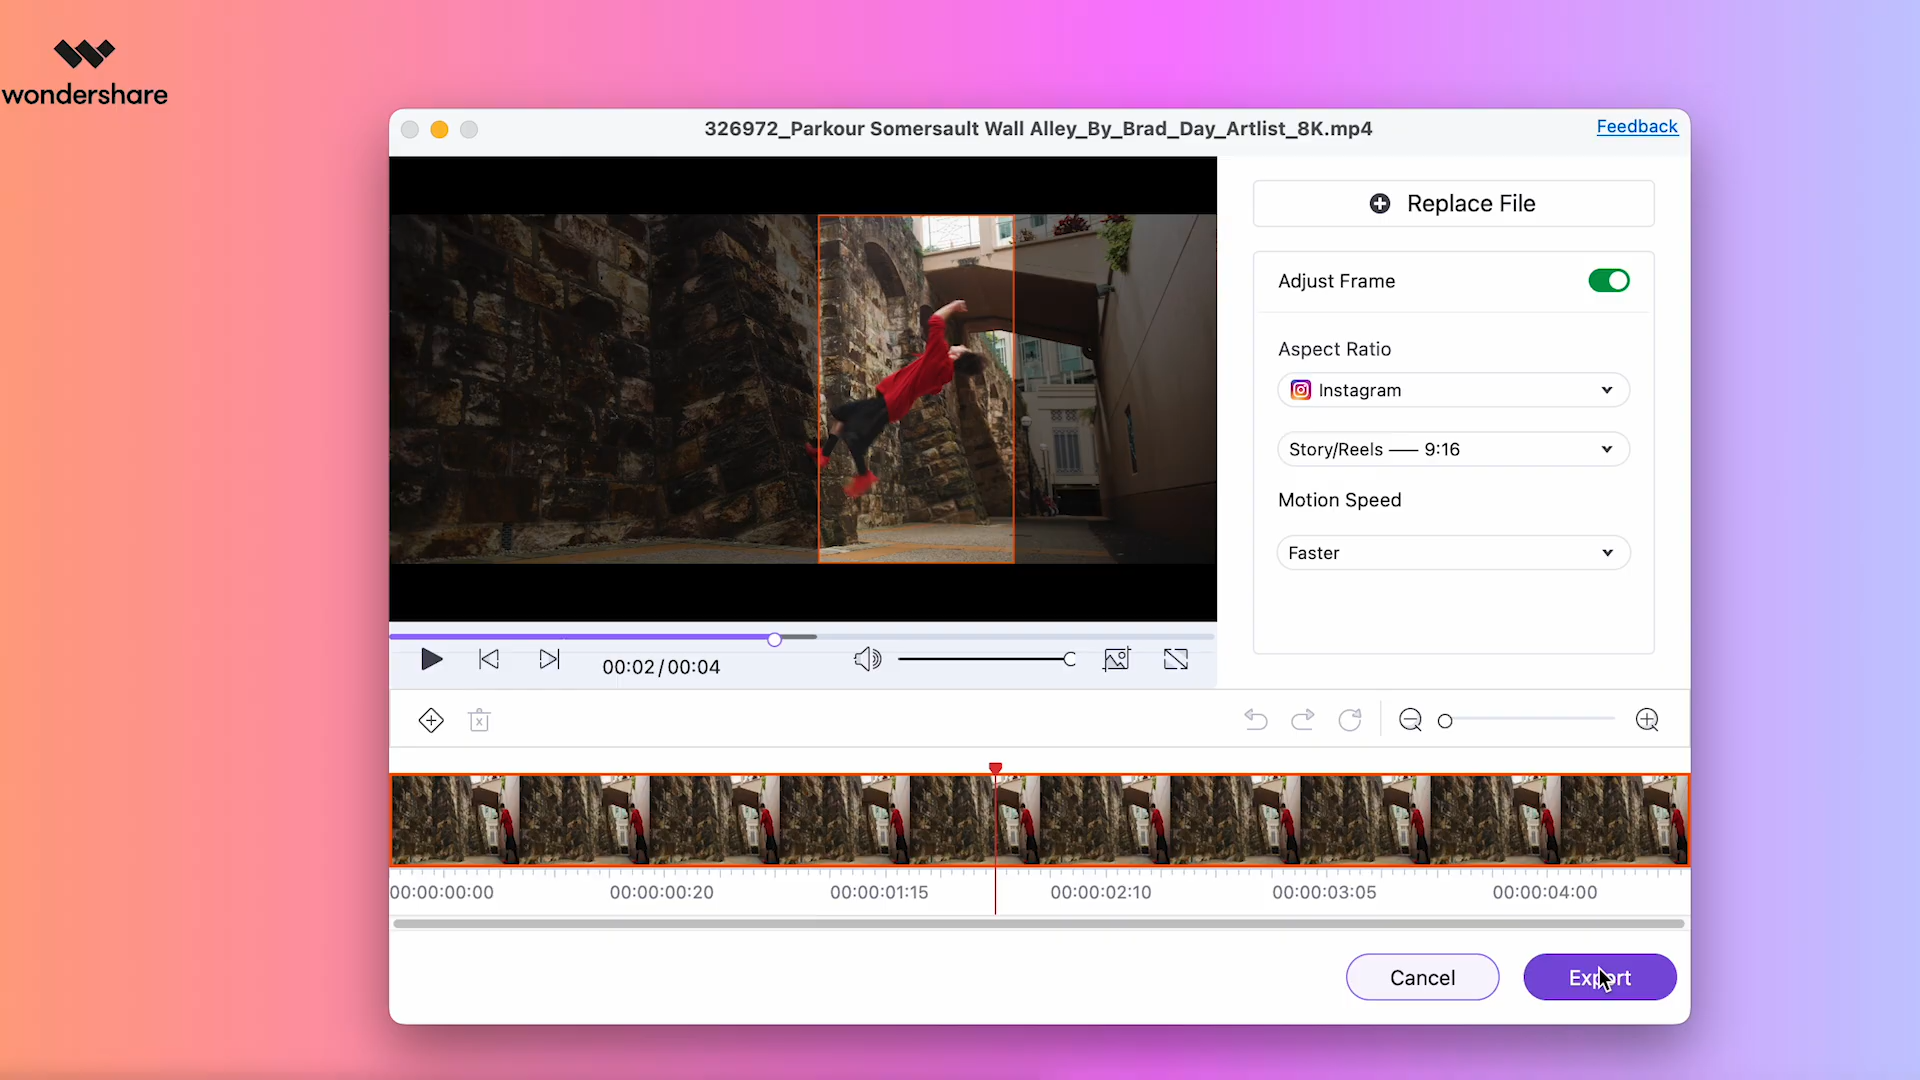 wondershare
326972_Parkour Somersault Wall Alley_By_Brad_Day_Artlist_8K.mp4
Feedback
Replace File
Adjust Frame
Aspect Ratio
Instagram
Story/Reels — 9:16
Motion Speed
Faster
00:02/00:04
00:00:00:00 00:00:00:20 00:00:01:15 00:00:02:10 00:00:03:05 00:00:04:00
Cancel
Export